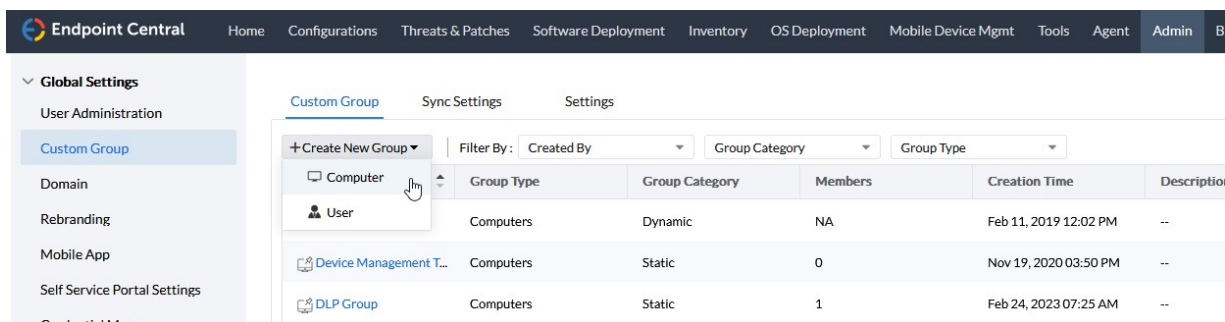 Endpoint Central Home Configurations Threats & Patches Software Deployment Inventory OS Deployment Mobile Device Mgmt Tools Agent Admin B
Global Settings
User Administration
Custom Group
Domain
Rebranding
Mobile App
Self Service Portal Settings
Custom Group Sync Settings Settings
+Create New Group Filter By : Created By Group Category Group Type
Computer
User
Group Type Group Category Members Creation Time Description
Computers Dynamic NA Feb 11, 2019 12:02 PM --
Device Management T... Computers Static 0 Nov 19, 2020 03:50 PM --
DLP Group Computers Static 1 Feb 24, 2023 07:25 AM --